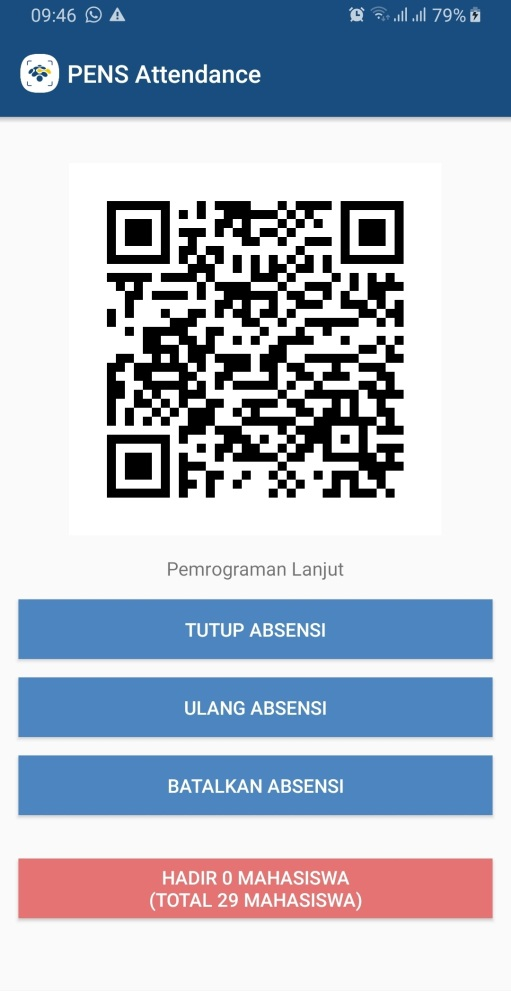 09:46
79%
PENS Attendance
Pemrograman Lanjut
TUTUP ABSENSI
ULANG ABSENSI
BATALKAN ABSENSI
HADIR 0 MAHASISWA
(TOTAL 29 MAHASISWA)